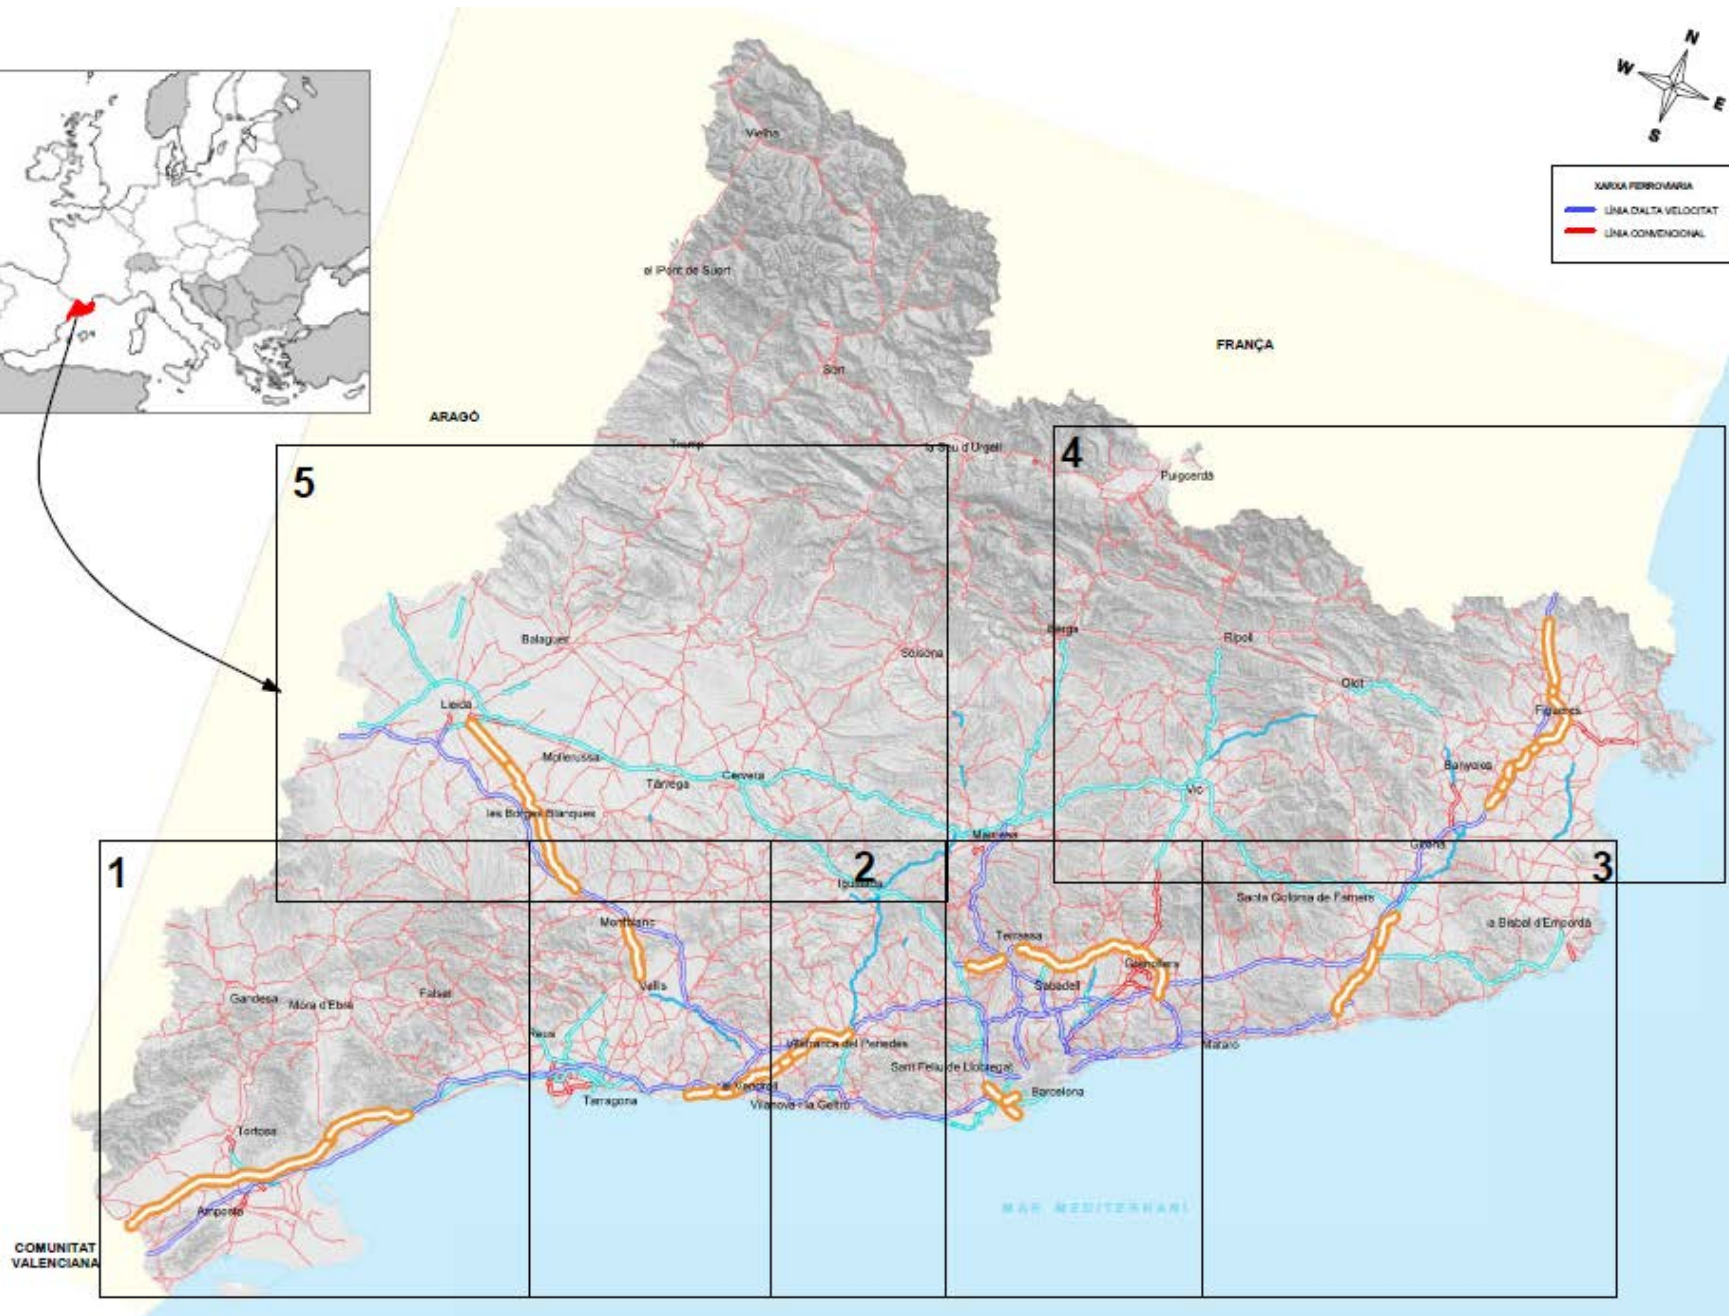 N
W
E
S
XARXA FERROVIARIA
LÍNIA D'ALTA VELOCITAT
LÍNIA CONVENCIONAL
Vielha
el Pont de Suert
FRANÇA
Sort
ARAGÓ
Tremp
la Seu d'Urgell
4
Puigcerdà
5
Berga
Ripoll
Balaguer
Solsona
Olot
Lleida
Figueres
Mollerussa
Banyoles
Cervera
Tàrrega
Vic
les Borges Blanques
Manresa
Girona
1
2
3
Igualada
Santa Coloma de Farners
Montblanc
la Bisbal d'Empordà
Terrassa
Granollers
Sabadell
Valls
Falset
Gandesa
Móra d'Ebre
Reus
Vilafranca del Penedès
Mataró
Sant Feliu de Llobregat
el Vendrell
Barcelona
Tarragona
Vilanova i la Geltrú
Tortosa
Amposta
MAR MEDITERRANI
COMUNITAT
VALENCIANA